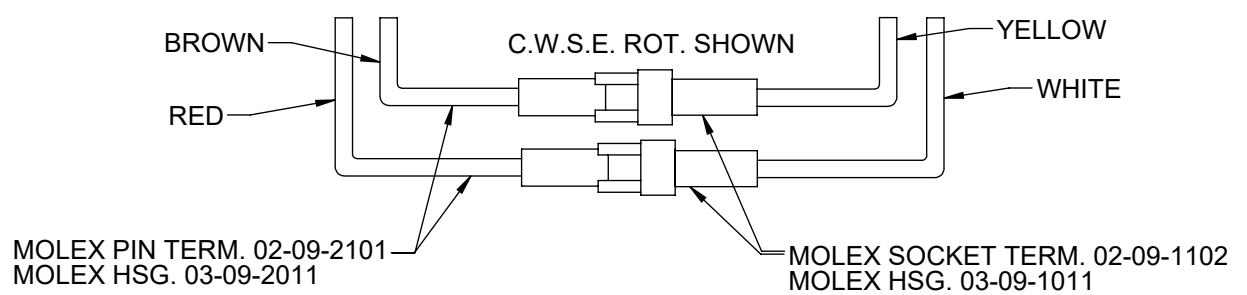 BROWN
C.W.S.E. ROT. SHOWN
YELLOW
RED
WHITE
MOLEX PIN TERM. 02-09-2101
MOLEX HSG. 03-09-2011
MOLEX SOCKET TERM. 02-09-1102
MOLEX HSG. 03-09-1011